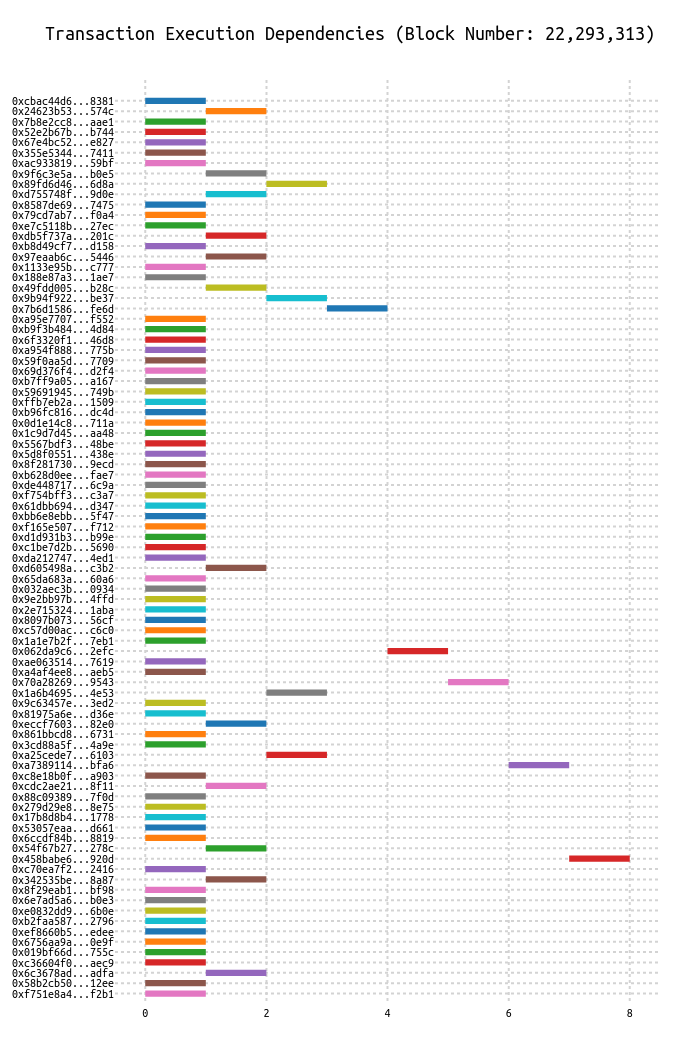 Transaction Execution Dependencies (Block Number: 22,293,313)
0xcbac44d6...8381
0x24623b53...574c
0x7b8e2cc8...aae1
0x52e2b67b...b744
0x67e4bc52...e827
0x355e5344...7411
0xac933819...59bf
0x9f6c3e5a...b0e5
0x89fd6d46...6d8a
0xd755748f...9d0e
0x8587de69...7475
0x79cd7ab7...f0a4
0xe7c5118b...27ec
0xdb5f737a...201c
0xb8d49cf7...d158
0x97eaab6c...5446
0x1133e95b...c777
0x188e87a3...1ae7
0x49fdd005...b28c
0x9b94f922...be37
0x7b6d1586...fe6d
0xa95e7707...f552
0xb9f3b484...4d84
0x6f3320f1...46d8
0xa954f888...775b
0x59f0aa5d...7709
0x69d376f4...d2f4
0xb7ff9a05...a167
0x59691945...749b
0xffb7eb2a...1509
0xb96fc816...dc4d
0x0d1e14c8...711a
0x1c9d7d45...aa48
0x5567bdf3...48be
0x5d8f0551...438e
0x8f281730...9ecd
0xb628d0ee...fae7
0xde448717...6c9a
0xf754bff3...c3a7
0x61dbb694...d347
0xbb6e8ebb...5f47
0xf165e507...f712
0xd1d931b3...b99e
0xc1be7d2b...5690
0xda212747...4ed1
0xd605498a...c3b2
0x65da683a...60a6
0x032aec3b...0934
0x9e2bb97b...4ffd
0x2e715324...1aba
0x8097b073...56cf
0xc57d00ac...c6c0
0x1a1e7b2f...7eb1
0x062da9c6...2efc
0xae063514...7619
0xa4af4ee8...aeb5
0x70a28269...9543
0x1a6b4695...4e53
0x9c63457e...3ed2
0x81975a6e...d36e
0xeccf7603...82e0
0x861bbcd8...6731
0x3cd88a5f...4a9e
0xa25cede7...6103
0xa7389114...bfa6
0xc8e18b0f...a903
0xcdc2ae21...8f11
0x88c09389...7f0d
0x279d29e8...8e75
0x17b8d8b4...1778
0x53057eaa...d661
0x6ccdf84b...8819
0x54f67b27...278c
0x458babe6...920d
0xc70ea7f2...2416
0x342535be...8a87
0x8f29eab1...bf98
0x6e7ad5a6...b0e3
0xe0832dd9...6b0e
0xb2faa587...2796
0xef8660b5...edee
0x6756aa9a...0e9f
0x019bf66d...755c
0xc36604f0...aec9
0x6c3678ad...adfa
0x58b2cb50...12ee
0xf751e8a4...f2b1
0 2 4 6 8